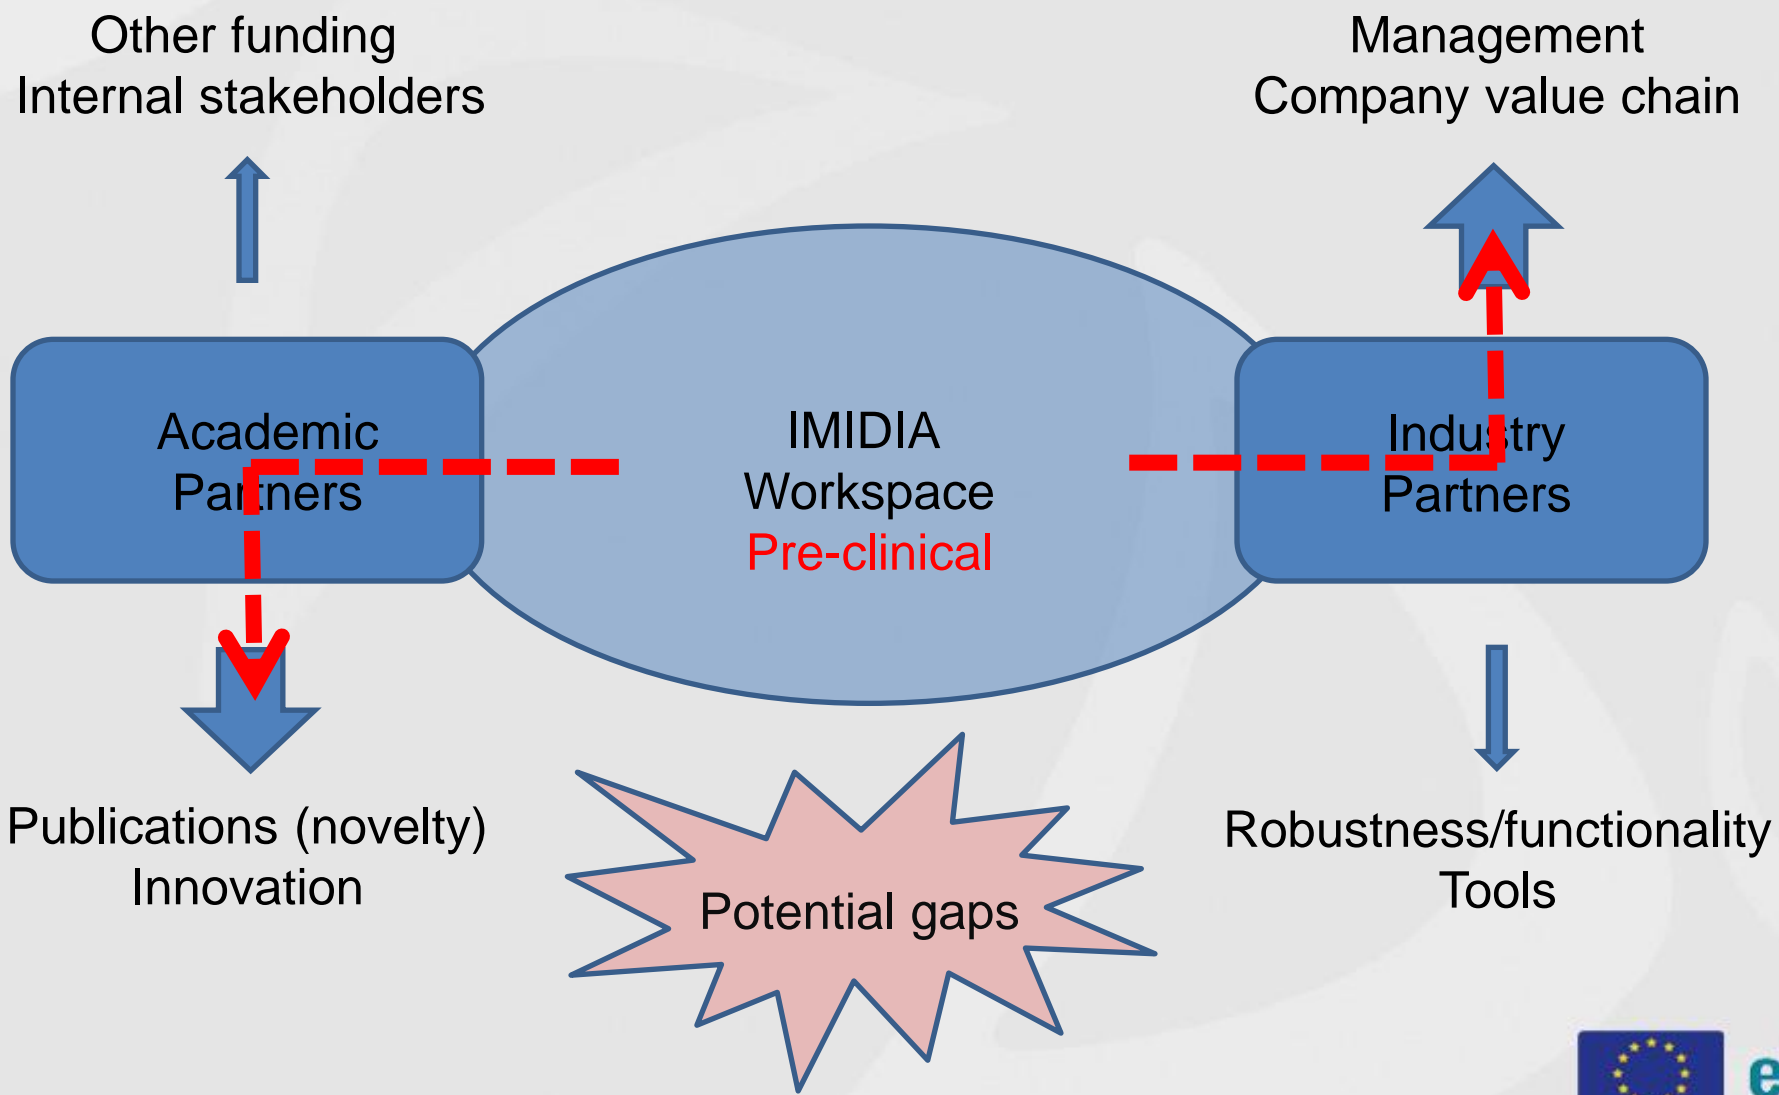 Other funding
Internal stakeholders
Management
Company value chain
Academic
Partners
IMIDIA
Workspace
Pre-clinical
Industry
Partners
Publications (novelty)
Innovation
Potential gaps
Robustness/functionality
Tools
e